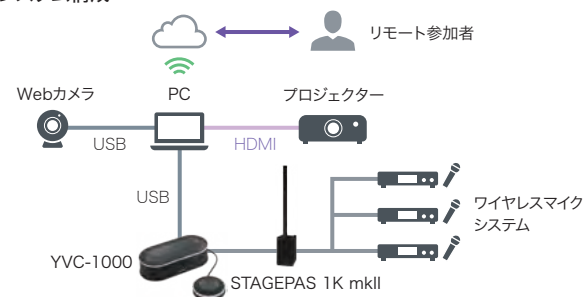 リモート参加者
Webカメラ
PC
プロジェクター
USB
HDMI
USB
ワイヤレスマイク
システム
YVC-1000
STAGEPAS 1K mkII